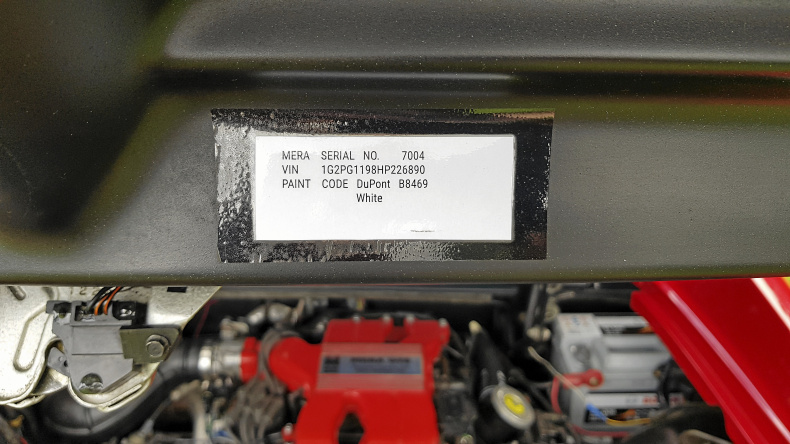 MERA SERIAL NO. 7004
VIN 1G2PG1198HP226890
PAINT CODE DuPont B8469
White